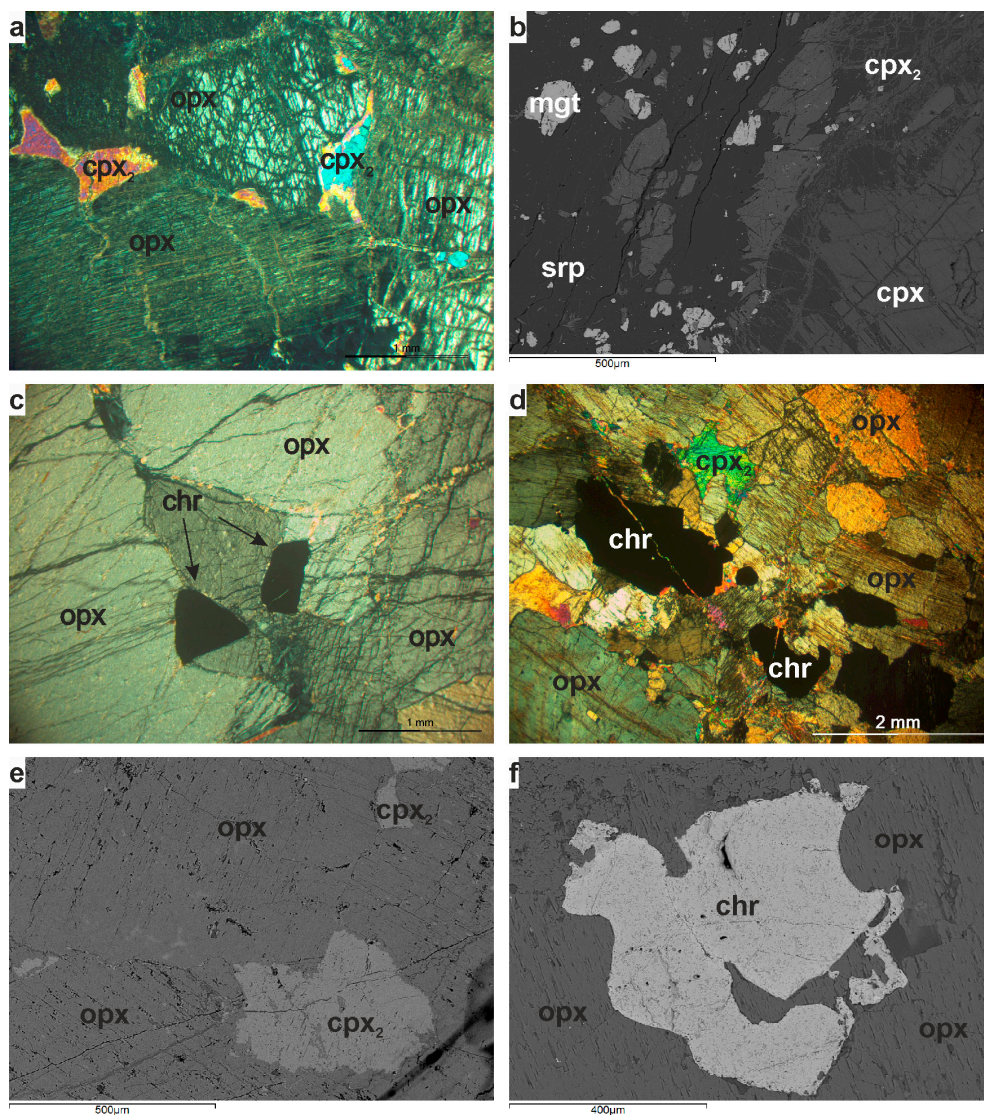 a
opx
cpx₂
cpx₂
opx
opx
1 mm
b
cpx₂
mgt
srp
cpx
500µm
c
opx
chr
opx
opx
1 mm
d
opx
cpx₂
chr
opx
chr
opx
2 mm
e
cpx₂
opx
opx
cpx₂
500µm
f
opx
chr
opx
opx
400µm